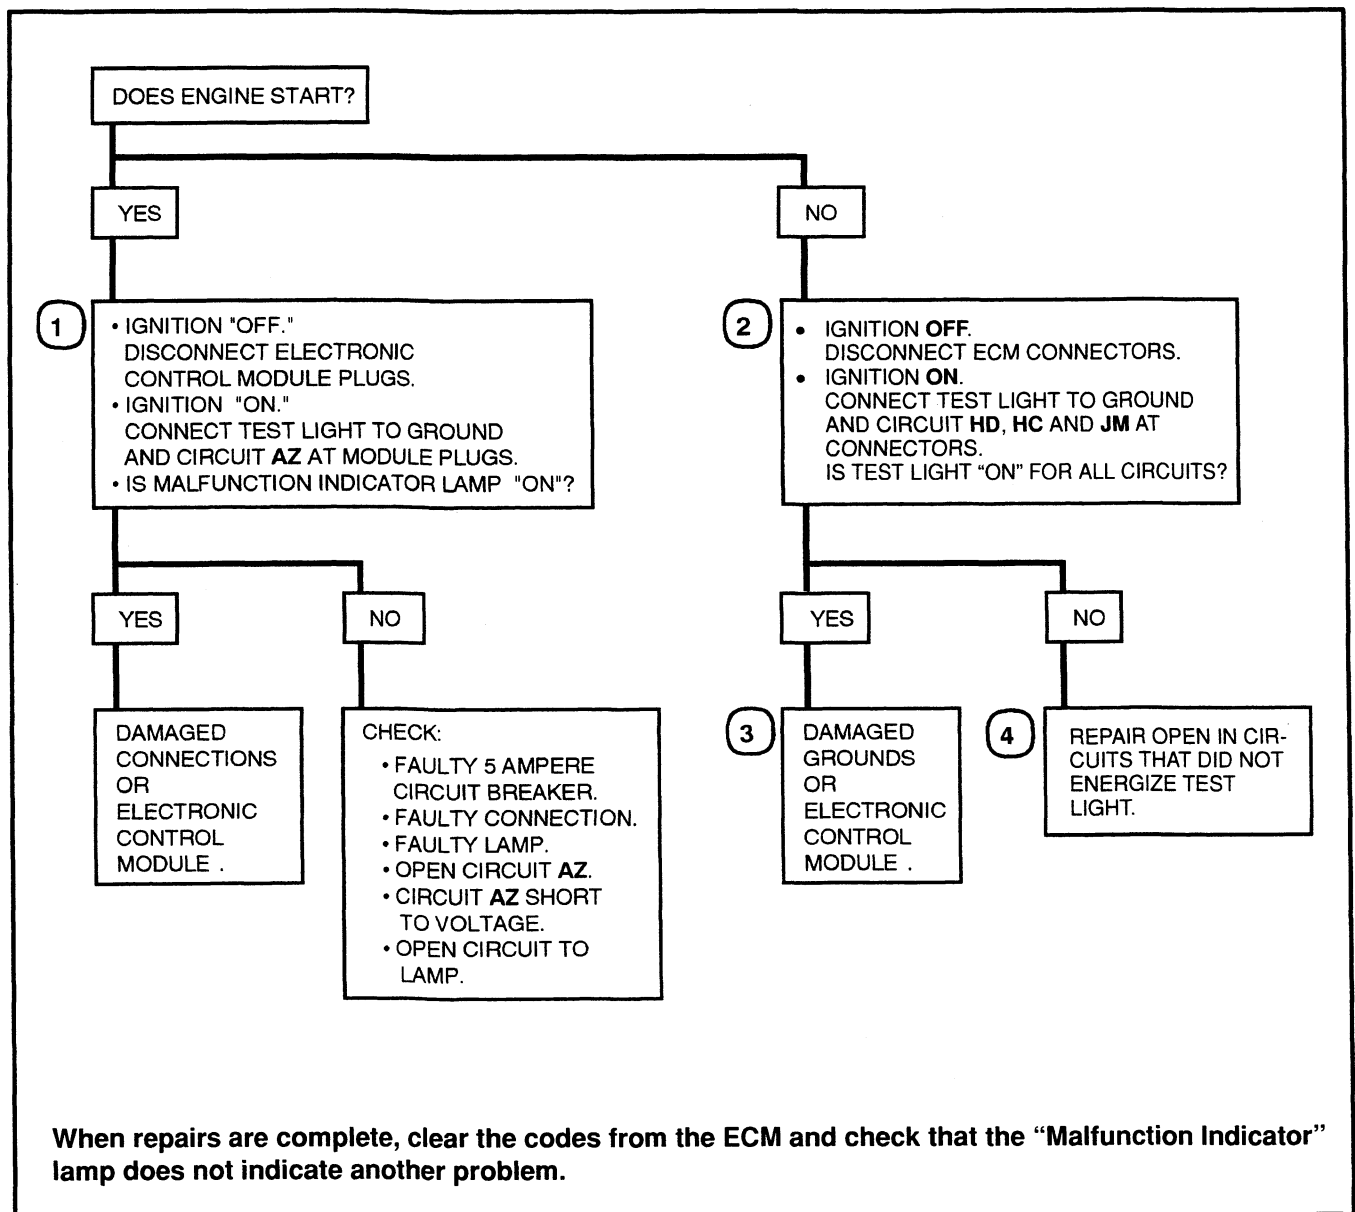 DOES ENGINE START?
YES
NO
1
• IGNITION "OFF."
DISCONNECT ELECTRONIC
CONTROL MODULE PLUGS.
• IGNITION "ON."
CONNECT TEST LIGHT TO GROUND
AND CIRCUIT AZ AT MODULE PLUGS.
• IS MALFUNCTION INDICATOR LAMP "ON"?
2
• IGNITION OFF.
DISCONNECT ECM CONNECTORS.
• IGNITION ON.
CONNECT TEST LIGHT TO GROUND
AND CIRCUIT HD, HC AND JM AT
CONNECTORS.
IS TEST LIGHT “ON” FOR ALL CIRCUITS?
YES
NO
YES
NO
DAMAGED
CONNECTIONS
OR
ELECTRONIC
CONTROL
MODULE .
CHECK:
• FAULTY 5 AMPERE
CIRCUIT BREAKER.
• FAULTY CONNECTION.
• FAULTY LAMP.
• OPEN CIRCUIT AZ.
• CIRCUIT AZ SHORT
TO VOLTAGE.
• OPEN CIRCUIT TO
LAMP.
3
DAMAGED
GROUNDS
OR
ELECTRONIC
CONTROL
MODULE .
4
REPAIR OPEN IN CIR-
CUITS THAT DID NOT
ENERGIZE TEST
LIGHT.
When repairs are complete, clear the codes from the ECM and check that the “Malfunction Indicator”
lamp does not indicate another problem.